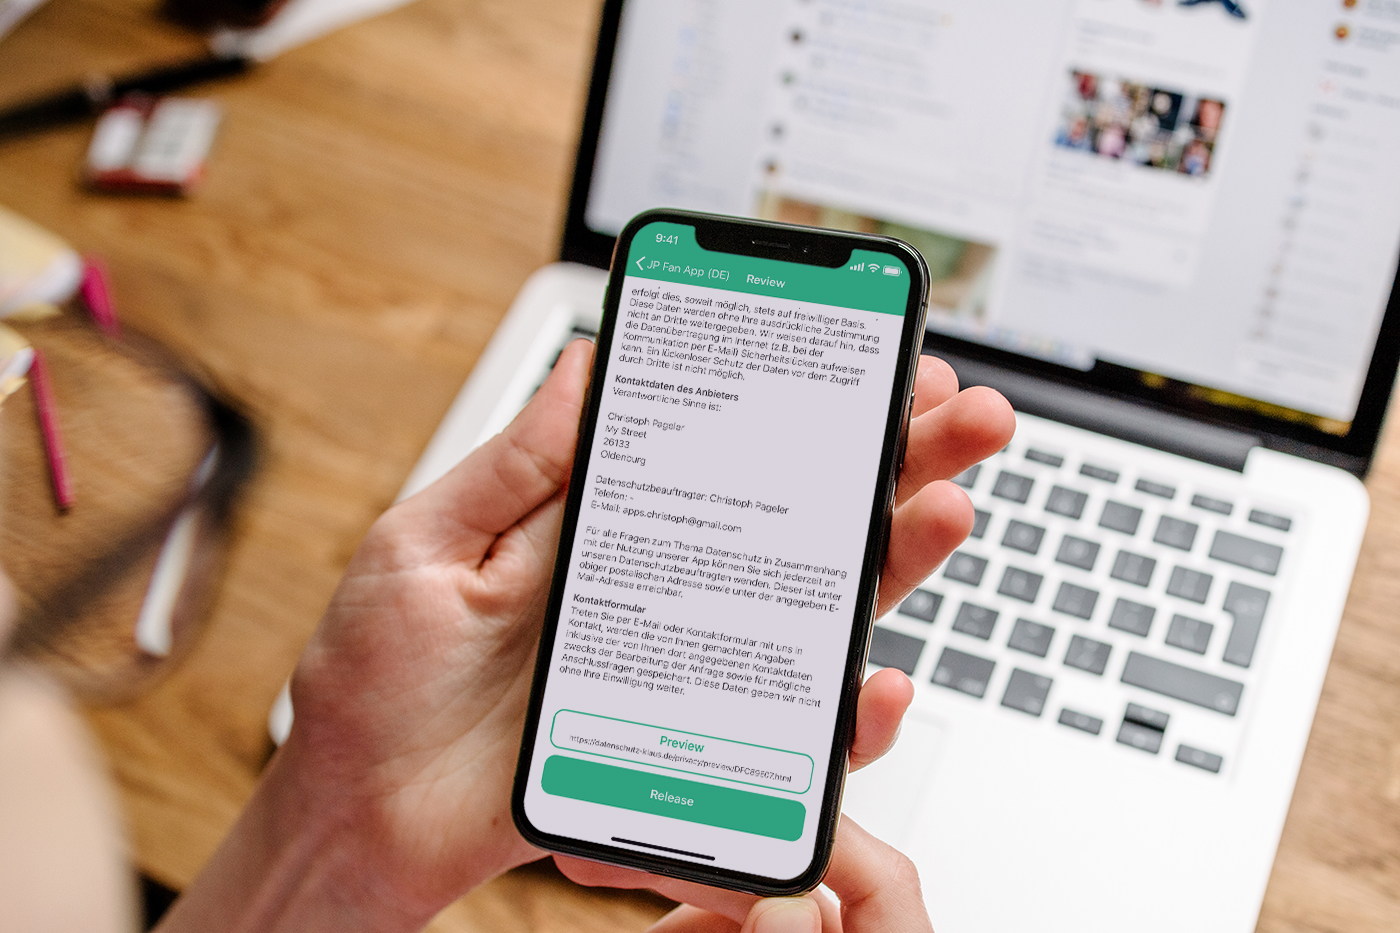 9:41
JP Fan App (DE)
Review
erfolgt dies, soweit möglich, stets auf freiwilliger Basis.
Diese Daten werden ohne Ihre ausdrückliche Zustimmung
nicht an Dritte weitergegeben. Wir weisen darauf hin, dass
die Datenübertragung im Internet (z.B. bei der
Kommunikation per E-Mail) Sicherheitslücken aufweisen
kann. Ein lückenloser Schutz der Daten vor dem Zugriff
durch Dritte ist nicht möglich.
Kontaktdaten des Anbieters
Verantwortliche Sinne ist:
Christoph Pageler
My Street
26133
Oldenburg
Datenschutzbeauftragter: Christoph Pageler
Telefon: -
E-Mail: apps.christoph@gmail.com
Für alle Fragen zum Thema Datenschutz in Zusammenhang
mit der Nutzung unserer App können Sie sich jederzeit an
unseren Datenschutzbeauftragten wenden. Dieser ist unter
obiger postalischen Adresse sowie unter der angegeben E-
Mail-Adresse erreichbar.
Kontaktformular
Treten Sie per E-Mail oder Kontaktformular mit uns in
Kontakt, werden die von Ihnen gemachten Angaben
inklusive der von Ihnen dort angegebenen Kontaktdaten
zwecks der Bearbeitung der Anfrage sowie für mögliche
Anschlussfragen gespeichert. Diese Daten geben wir nicht
ohne Ihre Einwilligung weiter.
Preview
Release